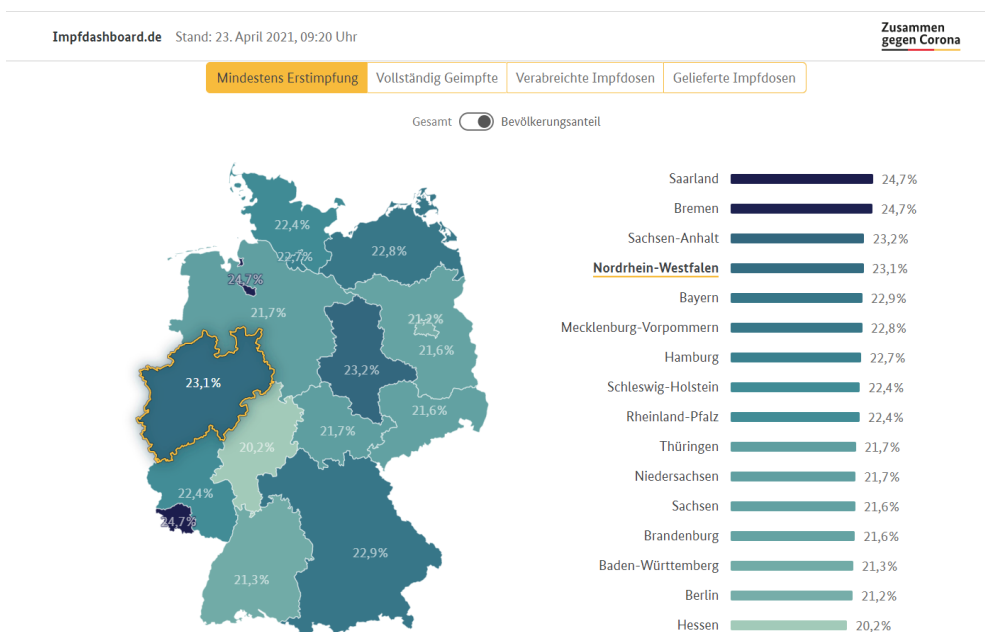 Impfdashboard.de Stand: 23. April 2021, 09:20 Uhr
Zusammen
gegen Corona
Mindestens Erstimpfung Vollständig Geimpfte Verabreichte Impfdosen Gelieferte Impfdosen
Gesamt Bevölkerungsanteil
22,4%
22,7%
22,8%
24,7%
21,7%
21,2%
21,6%
23,1%
23,2%
21,6%
21,7%
20,2%
22,4%
24,7%
22,9%
21,3%
Saarland 24,7%
Bremen 24,7%
Sachsen-Anhalt 23,2%
Nordrhein-Westfalen 23,1%
Bayern 22,9%
Mecklenburg-Vorpommern 22,8%
Hamburg 22,7%
Schleswig-Holstein 22,4%
Rheinland-Pfalz 22,4%
Thüringen 21,7%
Niedersachsen 21,7%
Sachsen 21,6%
Brandenburg 21,6%
Baden-Württemberg 21,3%
Berlin 21,2%
Hessen 20,2%